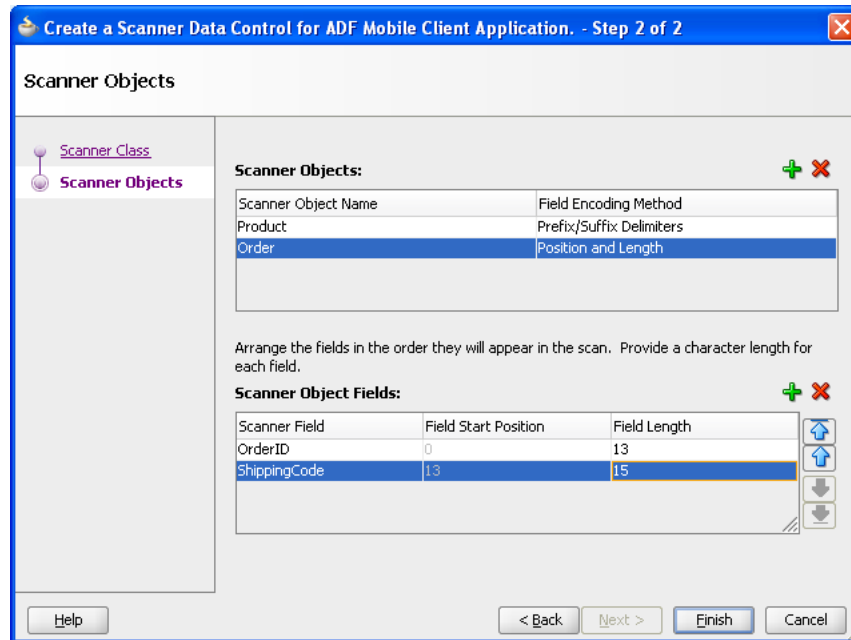 Create a Scanner Data Control for ADF Mobile Client Application. - Step 2 of 2
Scanner Objects
Scanner Class
Scanner Objects
Scanner Objects:
Scanner Object Name Field Encoding Method
Product Prefix/Suffix Delimiters
Order Position and Length
Arrange the fields in the order they will appear in the scan. Provide a character length for
each field.
Scanner Object Fields:
Scanner Field Field Start Position Field Length
OrderID 0 13
ShippingCode 13 15
Help < Back Next > Finish Cancel